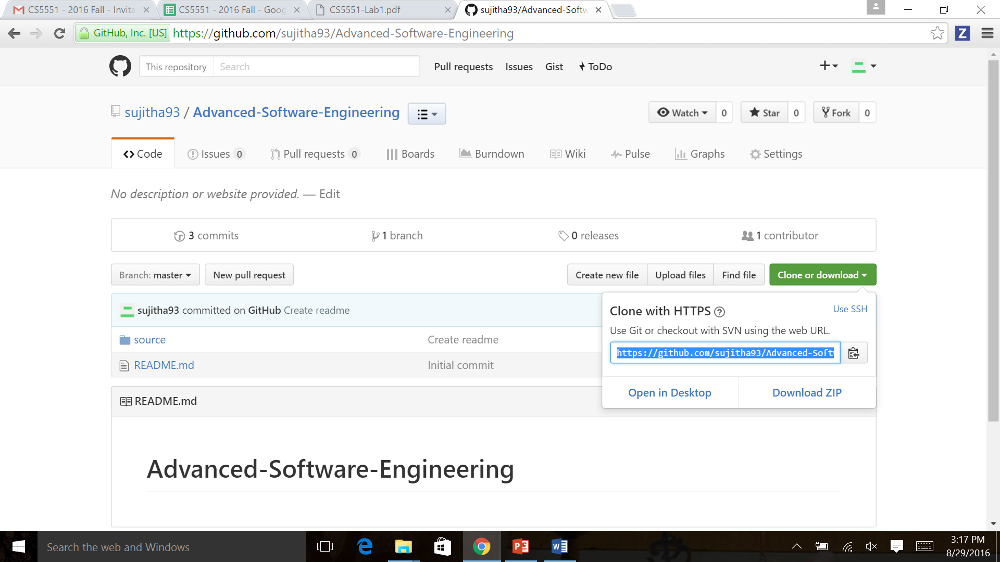 CS5551 - 2016 Fall - Invita
CS5551 - 2016 Fall - Goog
CS5551-Lab1.pdf
sujitha93/Advanced-Softw
GitHub, Inc. [US]
https://github.com/sujitha93/Advanced-Software-Engineering
Z
This repository
Search
Pull requests
Issues
Gist
ToDo
sujitha93 / Advanced-Software-Engineering
Watch 0
Star 0
Fork 0
Code
Issues 0
Pull requests 0
Boards
Burndown
Wiki
Pulse
Graphs
Settings
No description or website provided. — Edit
3 commits
1 branch
0 releases
1 contributor
Branch: master
New pull request
Create new file
Upload files
Find file
Clone or download
sujitha93 committed on GitHub Create readme
source
Create readme
README.md
Initial commit
Clone with HTTPS ?
Use SSH
Use Git or checkout with SVN using the web URL.
https://github.com/sujitha93/Advanced-Soft
Open in Desktop
Download ZIP
README.md
Advanced-Software-Engineering
Search the web and Windows
3:17 PM
8/29/2016